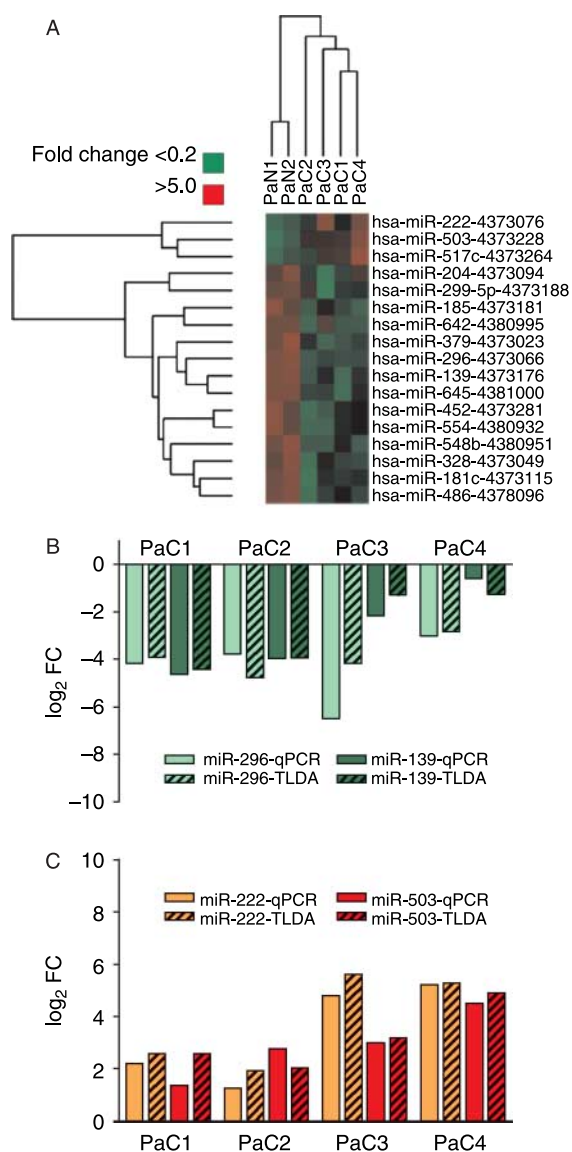 A
Fold change <0.2
>5.0
PaN1
PaN2
PaC2
PaC3
PaC1
PaC4
hsa-miR-222-4373076
hsa-miR-503-4373228
hsa-miR-517c-4373264
hsa-miR-204-4373094
hsa-miR-299-5p-4373188
hsa-miR-185-4373181
hsa-miR-642-4380995
hsa-miR-379-4373023
hsa-miR-296-4373066
hsa-miR-139-4373176
hsa-miR-645-4381000
hsa-miR-452-4373281
hsa-miR-554-4380932
hsa-miR-548b-4380951
hsa-miR-328-4373049
hsa-miR-181c-4373115
hsa-miR-486-4378096
B
PaC1 PaC2 PaC3 PaC4
0
–2
–4
–6
–8
–10
log2 FC
miR-296-qPCR miR-139-qPCR
miR-296-TLDA miR-139-TLDA
C
10
8
6
4
2
0
log2 FC
miR-222-qPCR miR-503-qPCR
miR-222-TLDA miR-503-TLDA
PaC1 PaC2 PaC3 PaC4